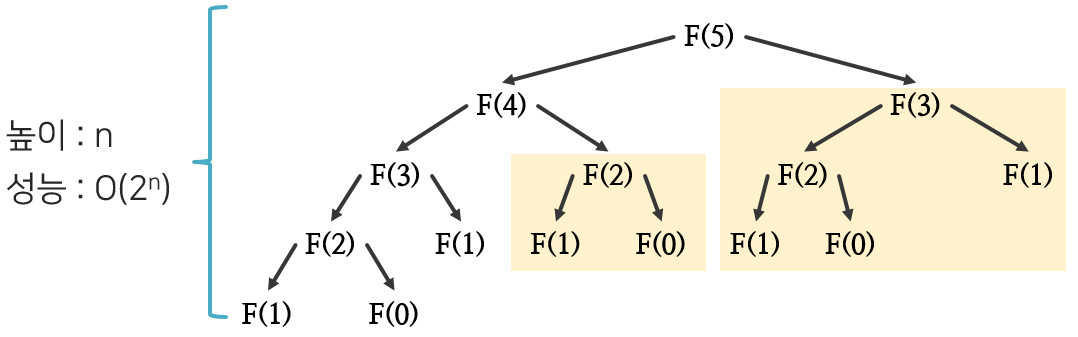 높이 : n
성능 : O(2ⁿ)
F(5)
F(4) F(3)
F(3) F(2) F(2) F(1)
F(2) F(1) F(1) F(0) F(1) F(0)
F(1) F(0)